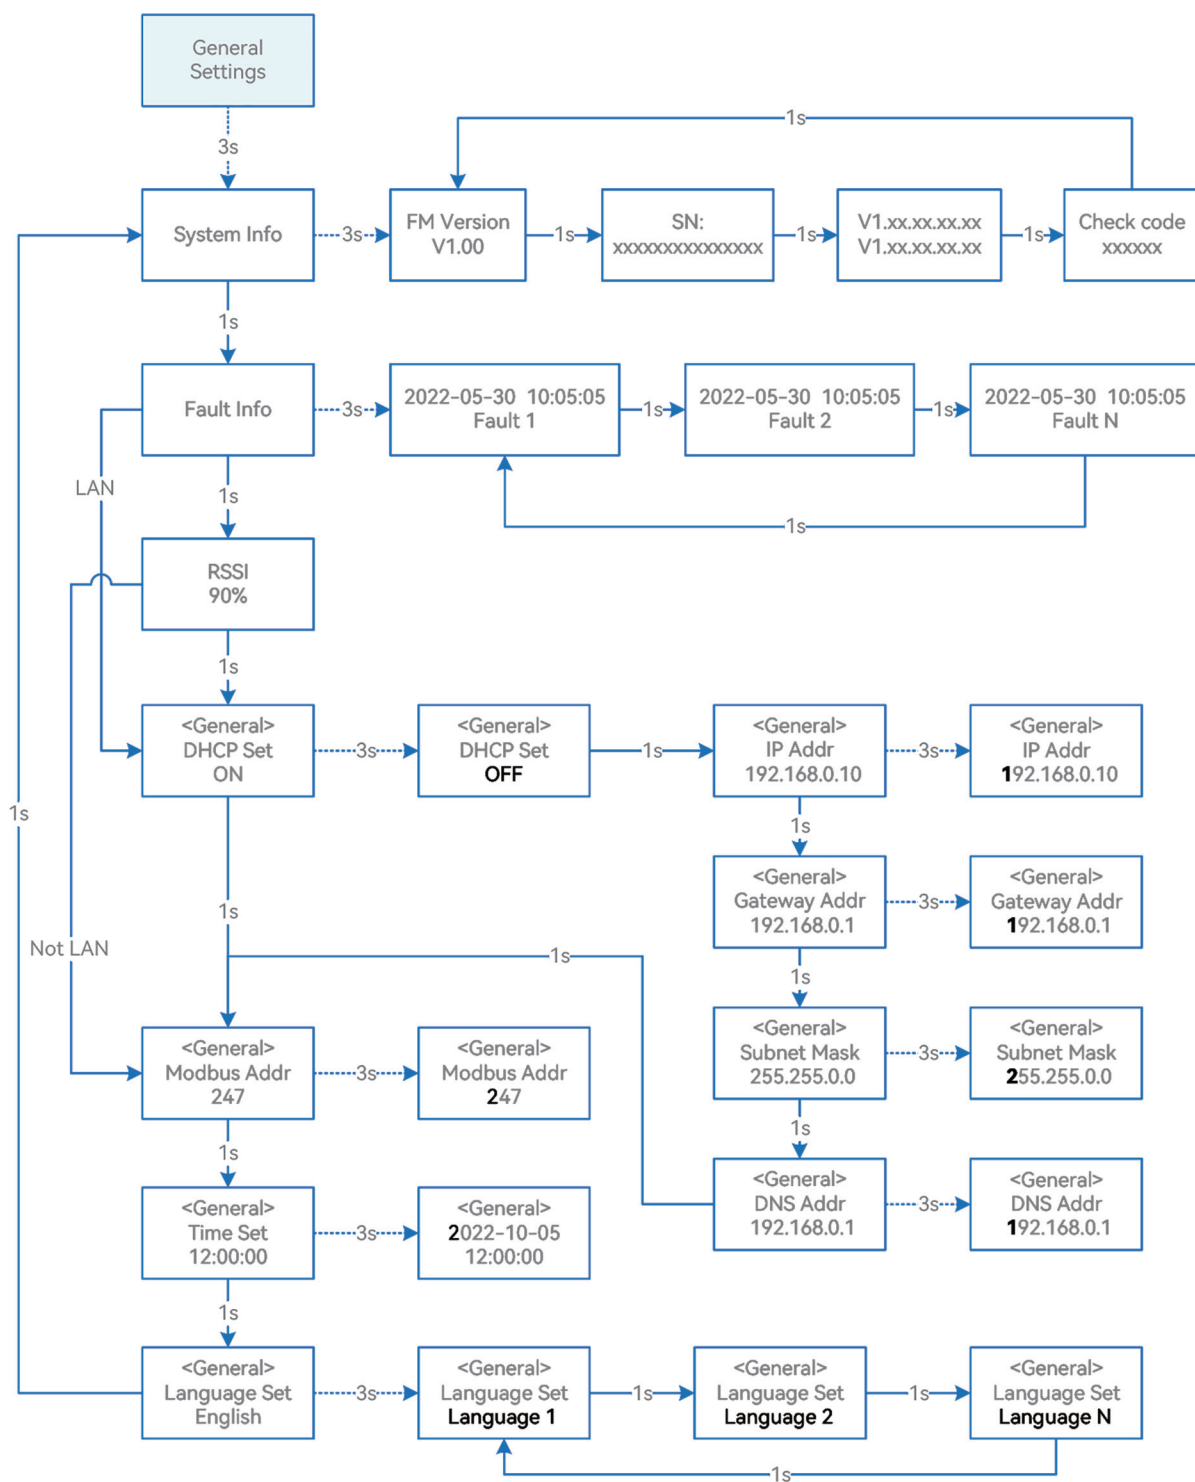 General
Settings
3s
1s
System Info
3s
FM Version
V1.00
1s
SN:
xxxxxxxxxxxxxxx
1s
V1.xx.xx.xx.xx
V1.xx.xx.xx.xx
1s
Check code
xxxxxx
1s
Fault Info
3s
2022-05-30 10:05:05
Fault 1
1s
2022-05-30 10:05:05
Fault 2
1s
2022-05-30 10:05:05
Fault N
LAN
1s
1s
RSSI
90%
1s
<General>
DHCP Set
ON
3s
<General>
DHCP Set
OFF
1s
<General>
IP Addr
192.168.0.10
3s
<General>
IP Addr
192.168.0.10
1s
1s
<General>
Gateway Addr
192.168.0.1
3s
<General>
Gateway Addr
192.168.0.1
1s
Not LAN
1s
1s
<General>
Modbus Addr
247
3s
<General>
Modbus Addr
247
<General>
Subnet Mask
255.255.0.0
3s
<General>
Subnet Mask
255.255.0.0
1s
1s
<General>
Time Set
12:00:00
3s
<General>
22022-10-05
12:00:00
<General>
DNS Addr
192.168.0.1
3s
<General>
DNS Addr
192.168.0.1
1s
<General>
Language Set
English
3s
<General>
Language Set
Language 1
1s
<General>
Language Set
Language 2
1s
<General>
Language Set
Language N
1s